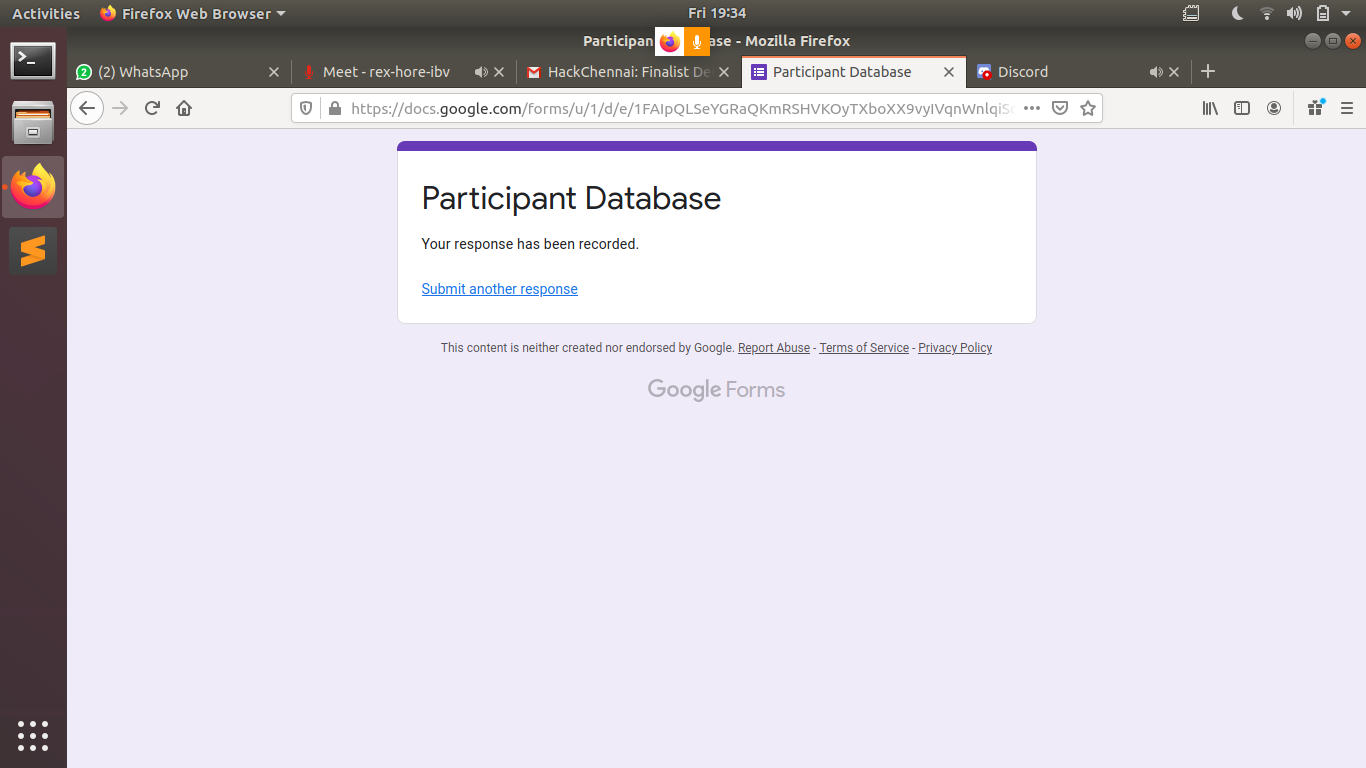 Activities
Firefox Web Browser
Fri 19:34
Participan
ase - Mozilla Firefox
2
(2) WhatsApp
Meet - rex-hore-ibv
HackChennai: Finalist De
Participant Database
Discord
https://docs.google.com/forms/u/1/d/e/1FAIpQLSeYGRaQKmRSHVKOyTXboXX9vyIVqnWnlqiSc
Participant Database
Your response has been recorded.
Submit another response
This content is neither created nor endorsed by Google. Report Abuse - Terms of Service - Privacy Policy
Google Forms